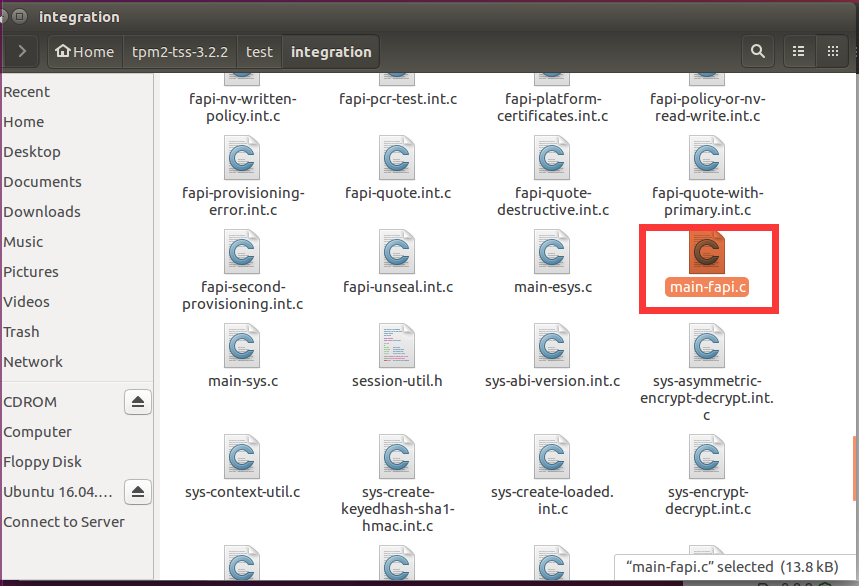 integration
Home
tpm2-tss-3.2.2
test
integration
Recent
Home
Desktop
Documents
Downloads
Music
Pictures
Videos
Trash
Network
CDROM
Computer
Floppy Disk
Ubuntu 16.04....
Connect to Server
fapi-nv-written-
policy.int.c
fapi-pcr-test.int.c
fapi-platform-
certificates.int.c
fapi-policy-or-nv-
read-write.int.c
fapi-provisioning-
error.int.c
fapi-quote.int.c
fapi-quote-
destructive.int.c
fapi-quote-with-
primary.int.c
fapi-second-
provisioning.int.c
fapi-unseal.int.c
main-esys.c
main-fapi.c
main-sys.c
session-util.h
sys-abi-version.int.c
sys-asymmetric-
encrypt-decrypt.int.
c
sys-context-util.c
sys-create-
keyedhash-sha1-
hmac.int.c
sys-create-loaded.
int.c
sys-encrypt-
decrypt.int.c
“main-fapi.c” selected (13.8 kB)